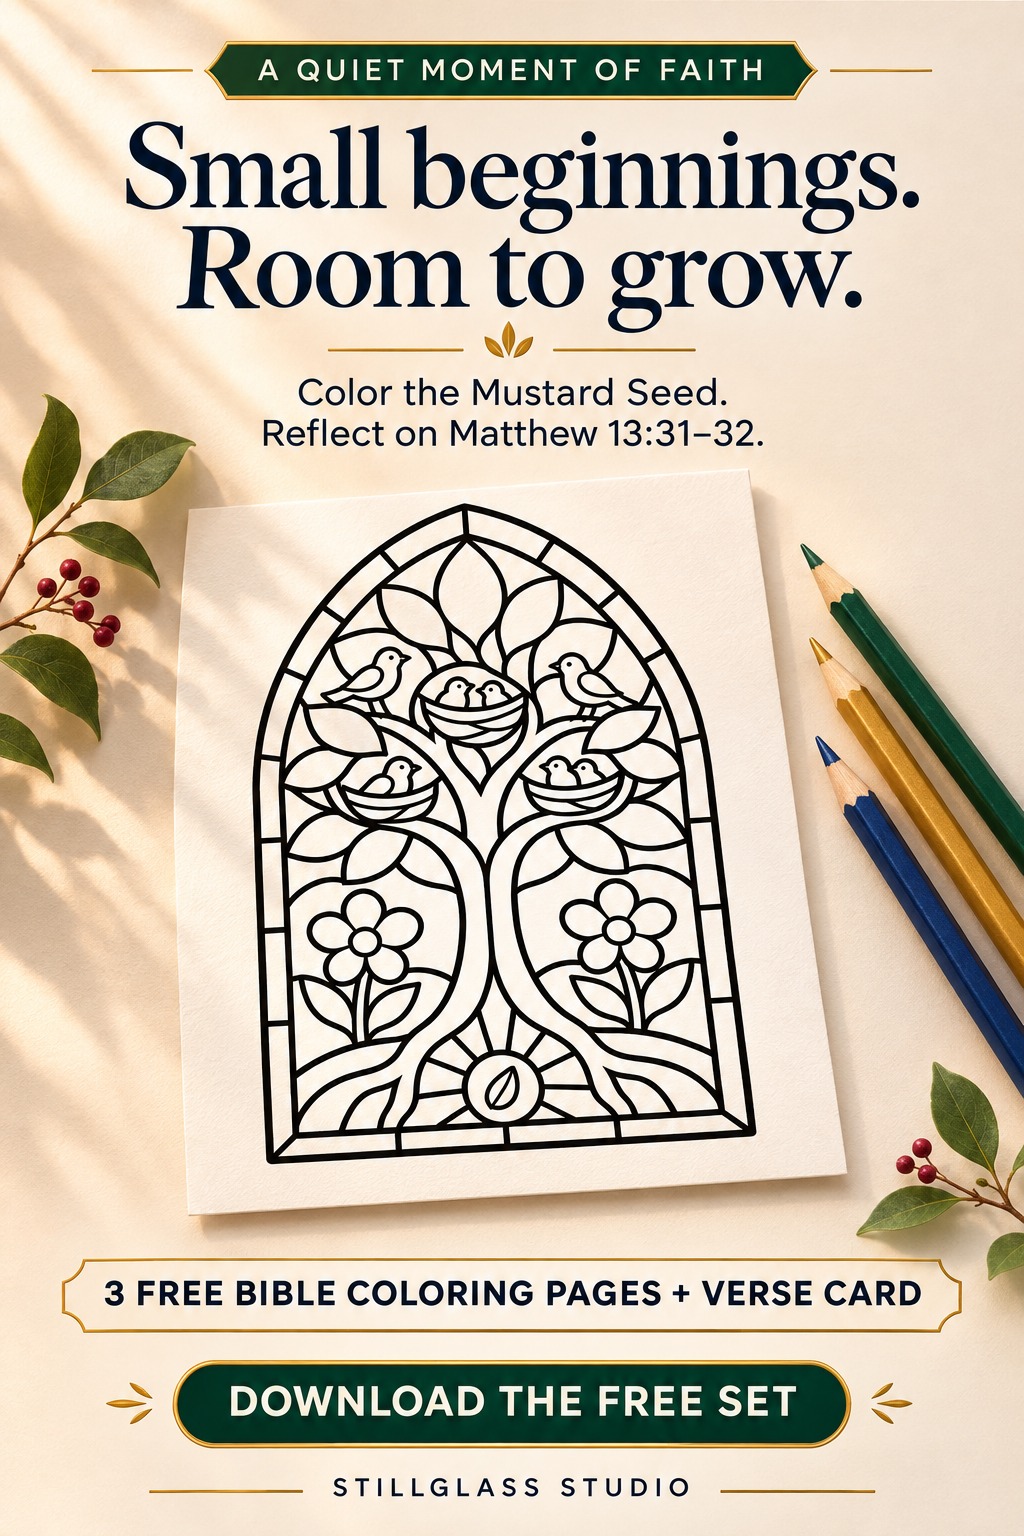 A QUIET MOMENT OF FAITH
Small beginnings.
Room to grow.
Color the Mustard Seed.
Reflect on Matthew 13:31–32.
3 FREE BIBLE COLORING PAGES + VERSE CARD
DOWNLOAD THE FREE SET
STILLGLASS STUDIO